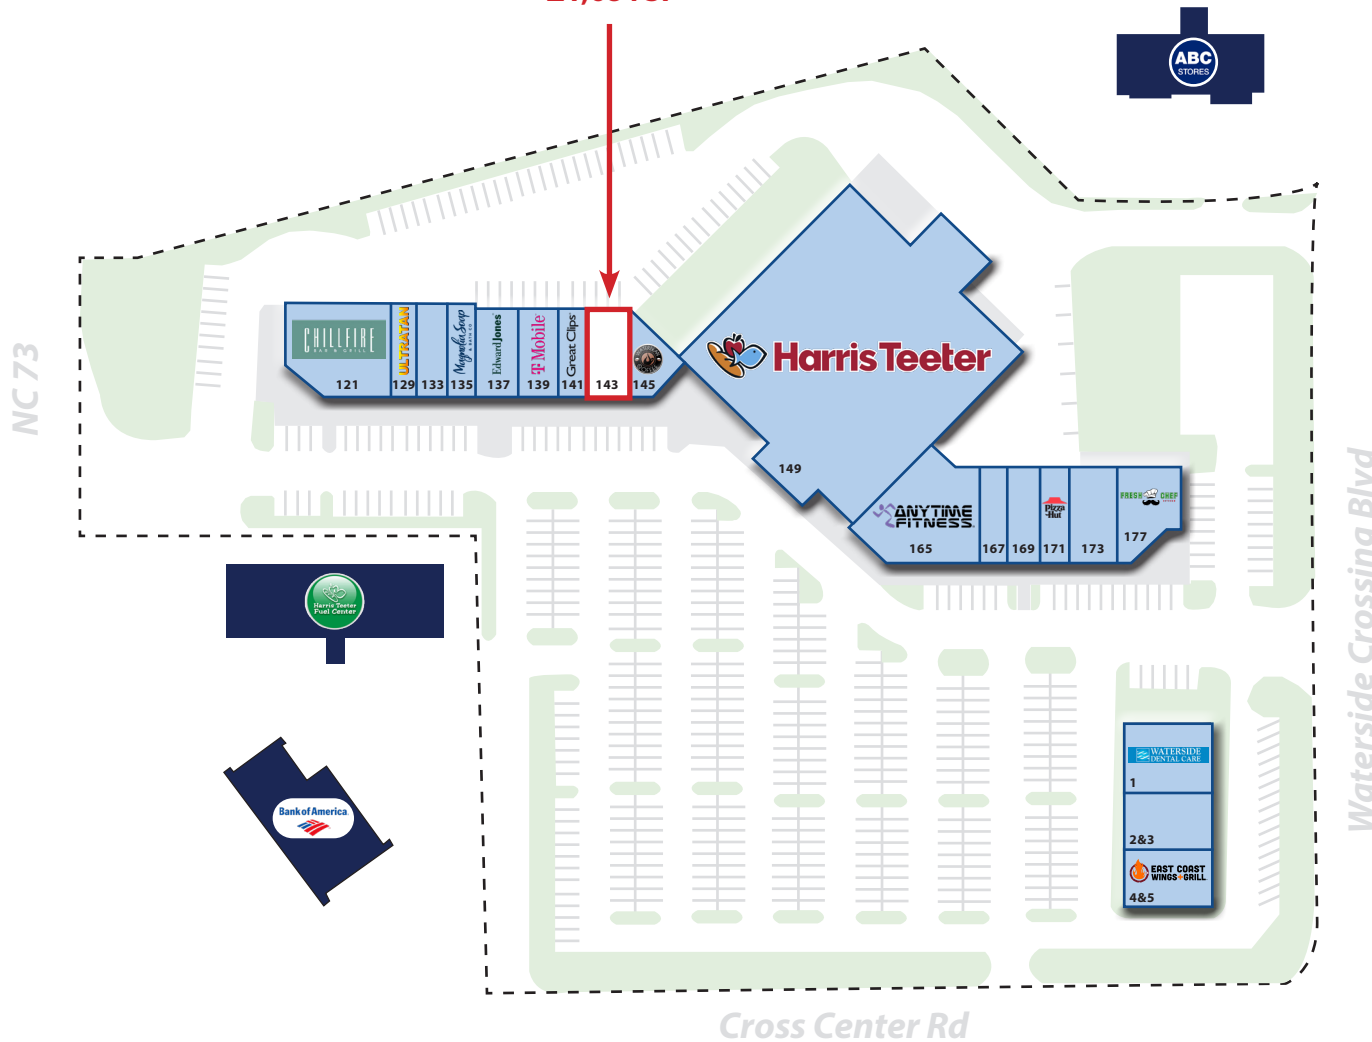 ABC
STORES
NC 73
CHILLFIRE
BAR & GRILL
121
ULTRATAN
129
133
Magnolia Soap
& BATH CO
135
Edward Jones
137
T Mobile
139
Great Clips
141
143
145
Harris Teeter
149
ANYTIME
FITNESS
165
167
169
Pizza
Hut
171
173
FRESH CHEF
177
Harris Teeter
Fuel Center
Bank of America
WATERSIDE
DENTAL CARE
1
2&3
EAST COAST
WINGS+GRILL
4&5
Waterside Crossing Blvd
Cross Center Rd